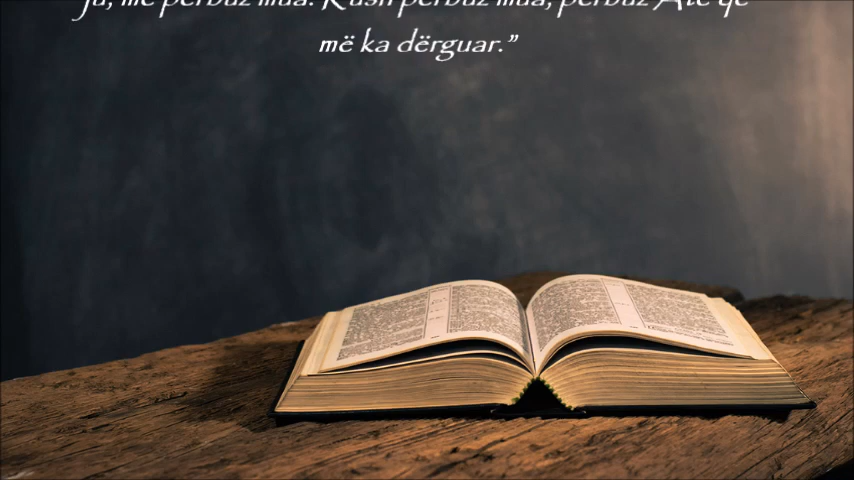 ju, më përbuz mua. Kush përbuz mua, përbuz Atë që
më ka dërguar.”